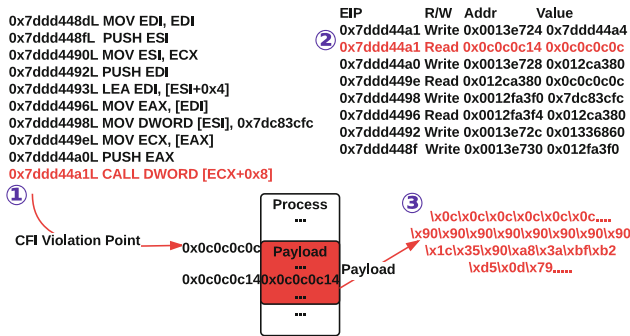 0x7ddd448dL MOV EDI, EDI
0x7ddd448fL PUSH ESI
0x7ddd4490L MOV ESI, ECX
0x7ddd4492L PUSH EDI
0x7ddd4493L LEA EDI, [ESI+0x4]
0x7ddd4496L MOV EAX, [EDI]
0x7ddd4498L MOV DWORD [ESI], 0x7dc83cfc
0x7ddd449eL MOV ECX, [EAX]
0x7ddd44a0L PUSH EAX
0x7ddd44a1L CALL DWORD [ECX+0x8]
①
CFI Violation Point
EIP R/W Addr Value
0x7ddd44a1 Write 0x0013e724 0x7ddd44a4
② 0x7ddd44a1 Read 0x0c0c0c14 0x0c0c0c0c
0x7ddd44a0 Write 0x0013e728 0x012ca380
0x7ddd449e Read 0x012ca380 0x0c0c0c0c
0x7ddd4498 Write 0x0012fa3f0 0x7dc83cfc
0x7ddd4496 Read 0x0012fa3f4 0x012ca380
0x7ddd4492 Write 0x0013e72c 0x01336860
0x7ddd448f Write 0x0013e730 0x012fa3f0
Process
...
0x0c0c0c0c
Payload
...
0x0c0c0c14 0x0c0c0c14
...
...
Payload
③
\x0c\x0c\x0c\x0c\x0c....
\x90\x90\x90\x90\x90\x90\x90\x90
\x1c\x35\x90\xa8\x3a\xbf\xb2
\xd5\x0d\x79.....